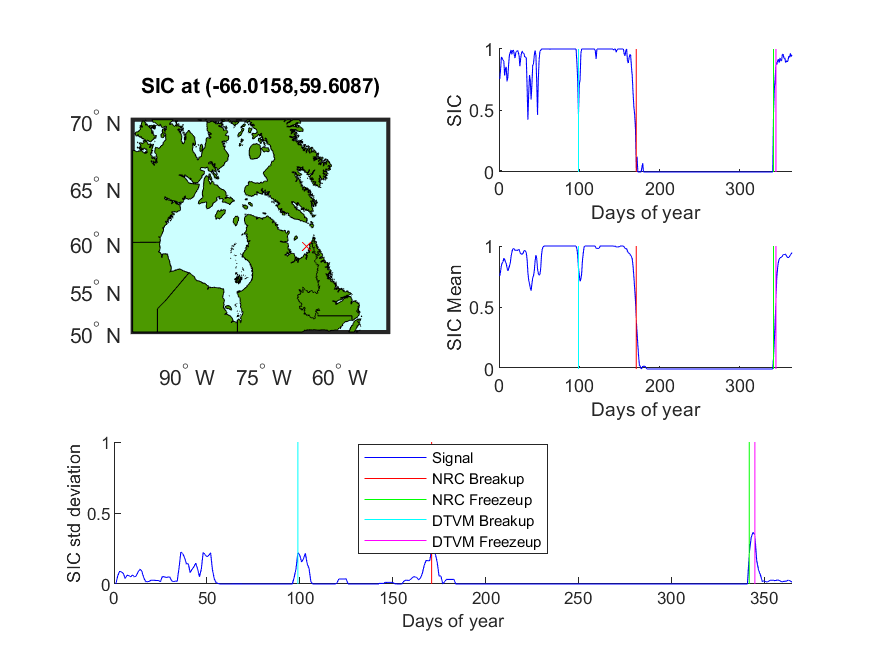 SIC at (-66.0158,59.6087)
70° N
65° N
60° N
55° N
50° N
90° W 75° W 60° W
1
0.5
0
SIC
0 100 200 300
Days of year
1
0.5
0
SIC Mean
0 100 200 300
Days of year
1
0.5
0
SIC std deviation
Signal
NRC Breakup
NRC Freezeup
DTVM Breakup
DTVM Freezeup
0 50 100 150 200 250 300 350
Days of year